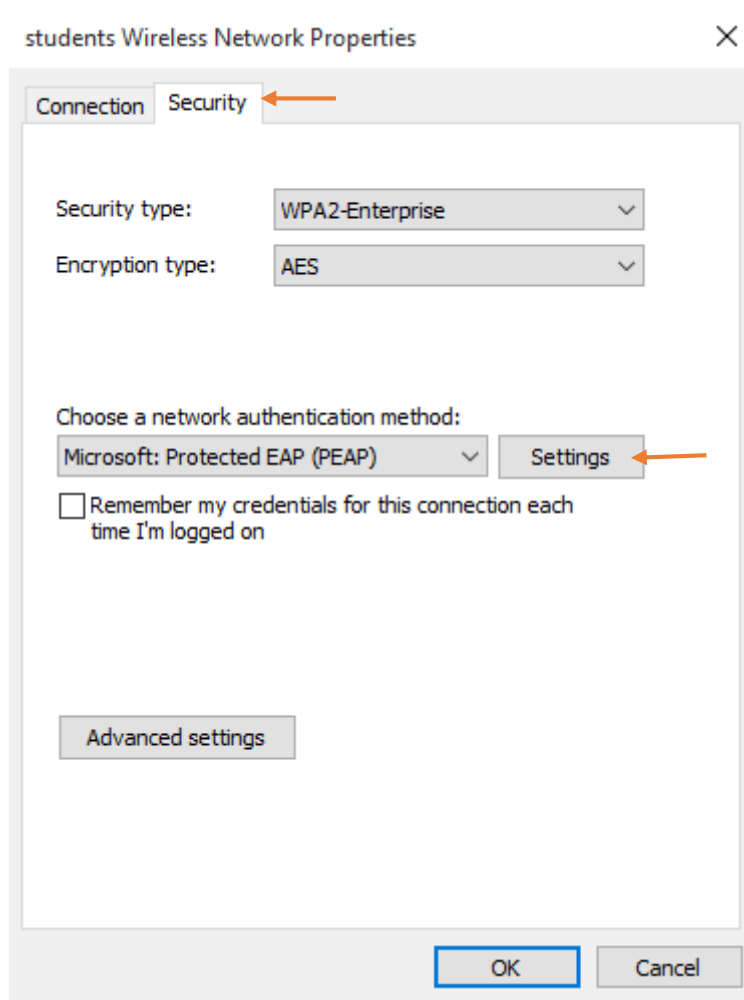 students Wireless Network Properties
Connection
Security
Security type:
WPA2-Enterprise
Encryption type:
AES
Choose a network authentication method:
Microsoft: Protected EAP (PEAP)
Settings
Remember my credentials for this connection each
time I'm logged on
Advanced settings
OK
Cancel